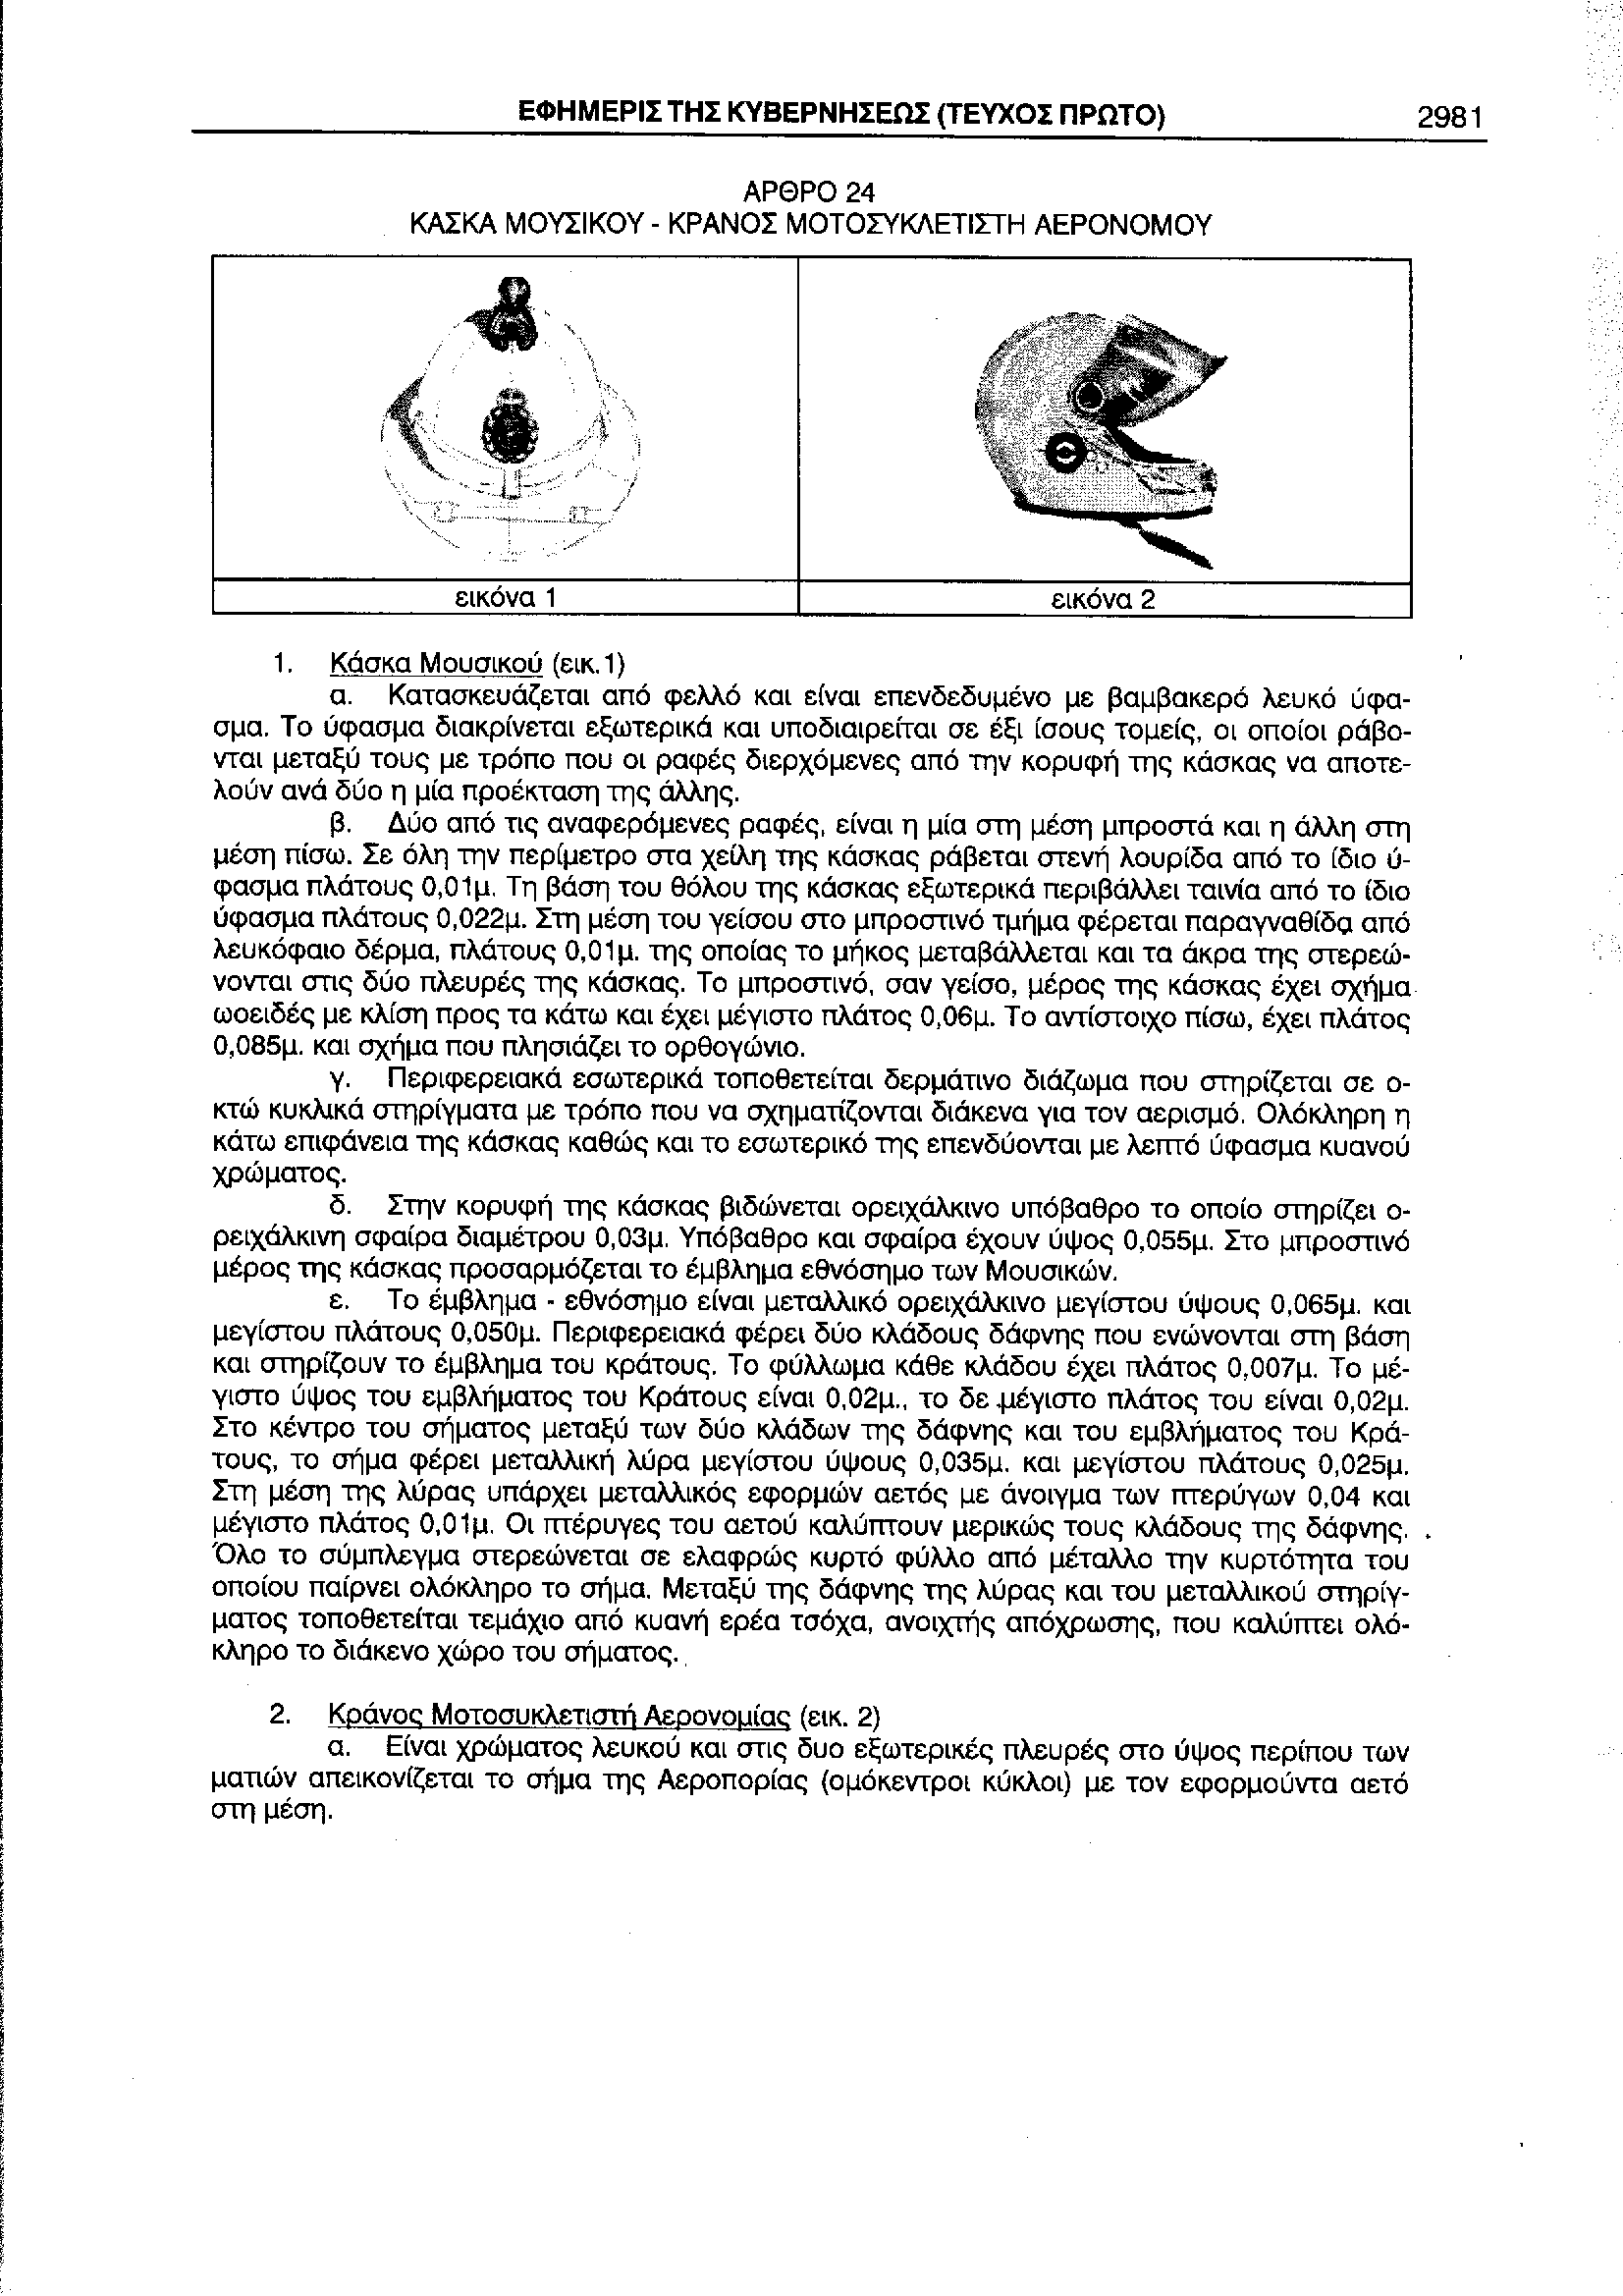 ΕΦΗΜΕΡΙΣ ΤΗΣ ΚΥΒΕΡΝΗΣΕΩΣ (ΤΕΥΧΟΣ ΠΡΩΤΟ) 2981
ΑΡΘΡΟ 24
ΚΑΣΚΑ ΜΟΥΣΙΚΟΥ - ΚΡΑΝΟΣ ΜΟΤΟΣΥΚΛΕΤΙΣΤΗ ΑΕΡΟΝΟΜΟΥ
εικόνα 1 εικόνα 2
1. Κάσκα Μουσικού (εικ.1)
α. Κατασκευάζεται από φελλό και είναι επενδεδυμένο με βαμβακερό λευκό ύφα-
σμα. Το ύφασμα διακρίνεται εξωτερικά και υποδιαιρείται σε έξι ίσους τομείς, οι οποίοι ράβο-
νται μεταξύ τους με τρόπο που οι ραφές διερχόμενες από την κορυφή της κάσκας να αποτε-
λούν ανά δύο η μία προέκταση της άλλης.
β. Δύο από τις αναφερόμενες ραφές, είναι η μία στη μέση μπροστά και η άλλη στη
μέση πίσω. Σε όλη την περίμετρο στα χείλη της κάσκας ράβεται στενή λουρίδα από το ίδιο ύ-
φασμα πλάτους 0,01μ. Τη βάση του θόλου της κάσκας εξωτερικά περιβάλλει ταινία από το ίδιο
ύφασμα πλάτους 0,022μ. Στη μέση του γείσου στο μπροστινό τμήμα φέρεται παραγναθίδα από
λευκόφαιο δέρμα, πλάτους 0,01μ. της οποίας το μήκος μεταβάλλεται και τα άκρα της στερεώ-
νονται στις δύο πλευρές της κάσκας. Το μπροστινό, σαν γείσο, μέρος της κάσκας έχει σχήμα
ωοειδές με κλίση προς τα κάτω και έχει μέγιστο πλάτος 0,06μ. Το αντίστοιχο πίσω, έχει πλάτος
0,085μ. και σχήμα που πλησιάζει το ορθογώνιο.
γ. Περιφερειακά εσωτερικά τοποθετείται δερμάτινο διάζωμα που στηρίζεται σε ο-
κτώ κυκλικά στηρίγματα με τρόπο που να σχηματίζονται διάκενα για τον αερισμό. Ολόκληρη η
κάτω επιφάνεια της κάσκας καθώς και το εσωτερικό της επενδύονται με λεπτό ύφασμα κυανού
χρώματος.
δ. Στην κορυφή της κάσκας βιδώνεται ορειχάλκινο υπόβαθρο το οποίο στηρίζει ο-
ρειχάλκινη σφαίρα διαμέτρου 0,03μ. Υπόβαθρο και σφαίρα έχουν ύψος 0,055μ. Στο μπροστινό
μέρος της κάσκας προσαρμόζεται το έμβλημα εθνόσημο των Μουσικών.
ε. Το έμβλημα - εθνόσημο είναι μεταλλικό ορειχάλκινο μεγίστου ύψους 0,065μ. και
μεγίστου πλάτους 0,050μ. Περιφερειακά φέρει δύο κλάδους δάφνης που ενώνονται στη βάση
και στηρίζουν το έμβλημα του κράτους. Το φύλλωμα κάθε κλάδου έχει πλάτος 0,007μ. Το μέ-
γιστο ύψος του εμβλήματος του Κράτους είναι 0,02μ., το δε μέγιστο πλάτος του είναι 0,02μ.
Στο κέντρο του σήματος μεταξύ των δύο κλάδων της δάφνης και του εμβλήματος του Κρά-
τους, το σήμα φέρει μεταλλική λύρα μεγίστου ύψους 0,035μ. και μεγίστου πλάτους 0,025μ.
Στη μέση της λύρας υπάρχει μεταλλικός εφορμών αετός με άνοιγμα των πτερύγων 0,04 και
μέγιστο πλάτος 0,01μ. Οι πτέρυγες του αετού καλύπτουν μερικώς τους κλάδους της δάφνης.
Όλο το σύμπλεγμα στερεώνεται σε ελαφρώς κυρτό φύλλο από μέταλλο την κυρτότητα του
οποίου παίρνει ολόκληρο το σήμα. Μεταξύ της δάφνης της λύρας και του μεταλλικού στηρίγ-
ματος τοποθετείται τεμάχιο από κυανή ερέα τσόχα, ανοιχτής απόχρωσης, που καλύπτει ολό-
κληρο το διάκενο χώρο του σήματος.
2. Κράνος Μοτοσυκλετιστή Αερονομίας (εικ. 2)
α. Είναι χρώματος λευκού και στις δυο εξωτερικές πλευρές στο ύψος περίπου των
ματιών απεικονίζεται το σήμα της Αεροπορίας (ομόκεντροι κύκλοι) με τον εφορμούντα αετό
στη μέση.